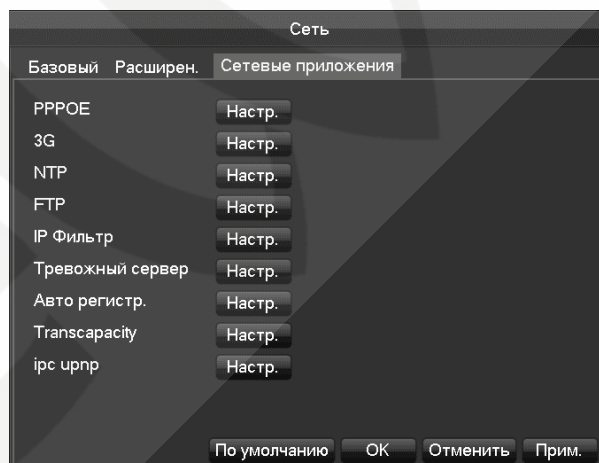 Сеть
Базовый Расширен. Сетевые приложения
PPPOE Настр.
3G Настр.
NTP Настр.
FTP Настр.
IP Фильтр Настр.
Тревожный сервер Настр.
Авто регистр. Настр.
Transcapacity Настр.
ipc upnp Настр.
По умолчанию OK Отменить Прим.